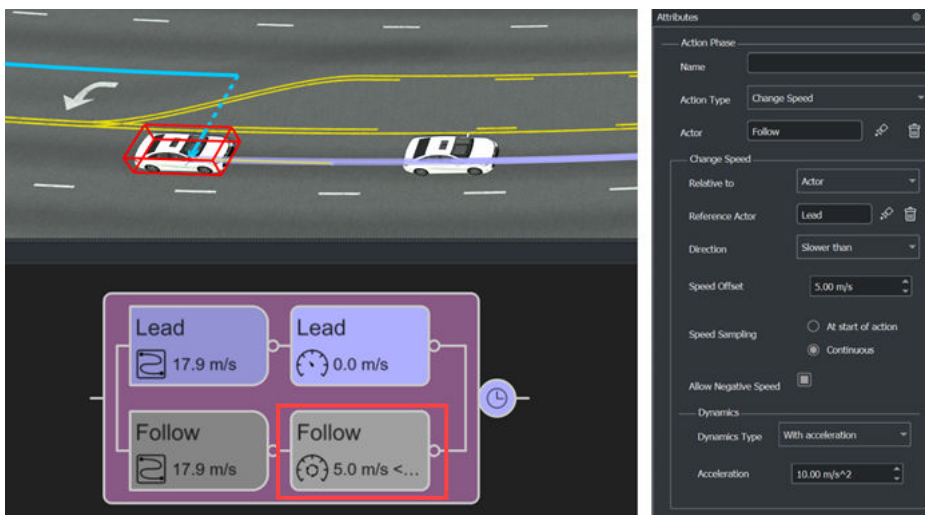 Lead
17.9 m/s
Lead
0.0 m/s
Follow
17.9 m/s
Follow
5.0 m/s <...
Attributes
Action Phase
Name
Action Type
Change Speed
Actor
Follow
Change Speed
Relative to
Actor
Reference Actor
Lead
Direction
Slower than
Speed Offset
5.00 m/s
Speed Sampling
At start of action
Continuous
Allow Negative Speed
Dynamics
Dynamics Type
With acceleration
Acceleration
10.00 m/s^2